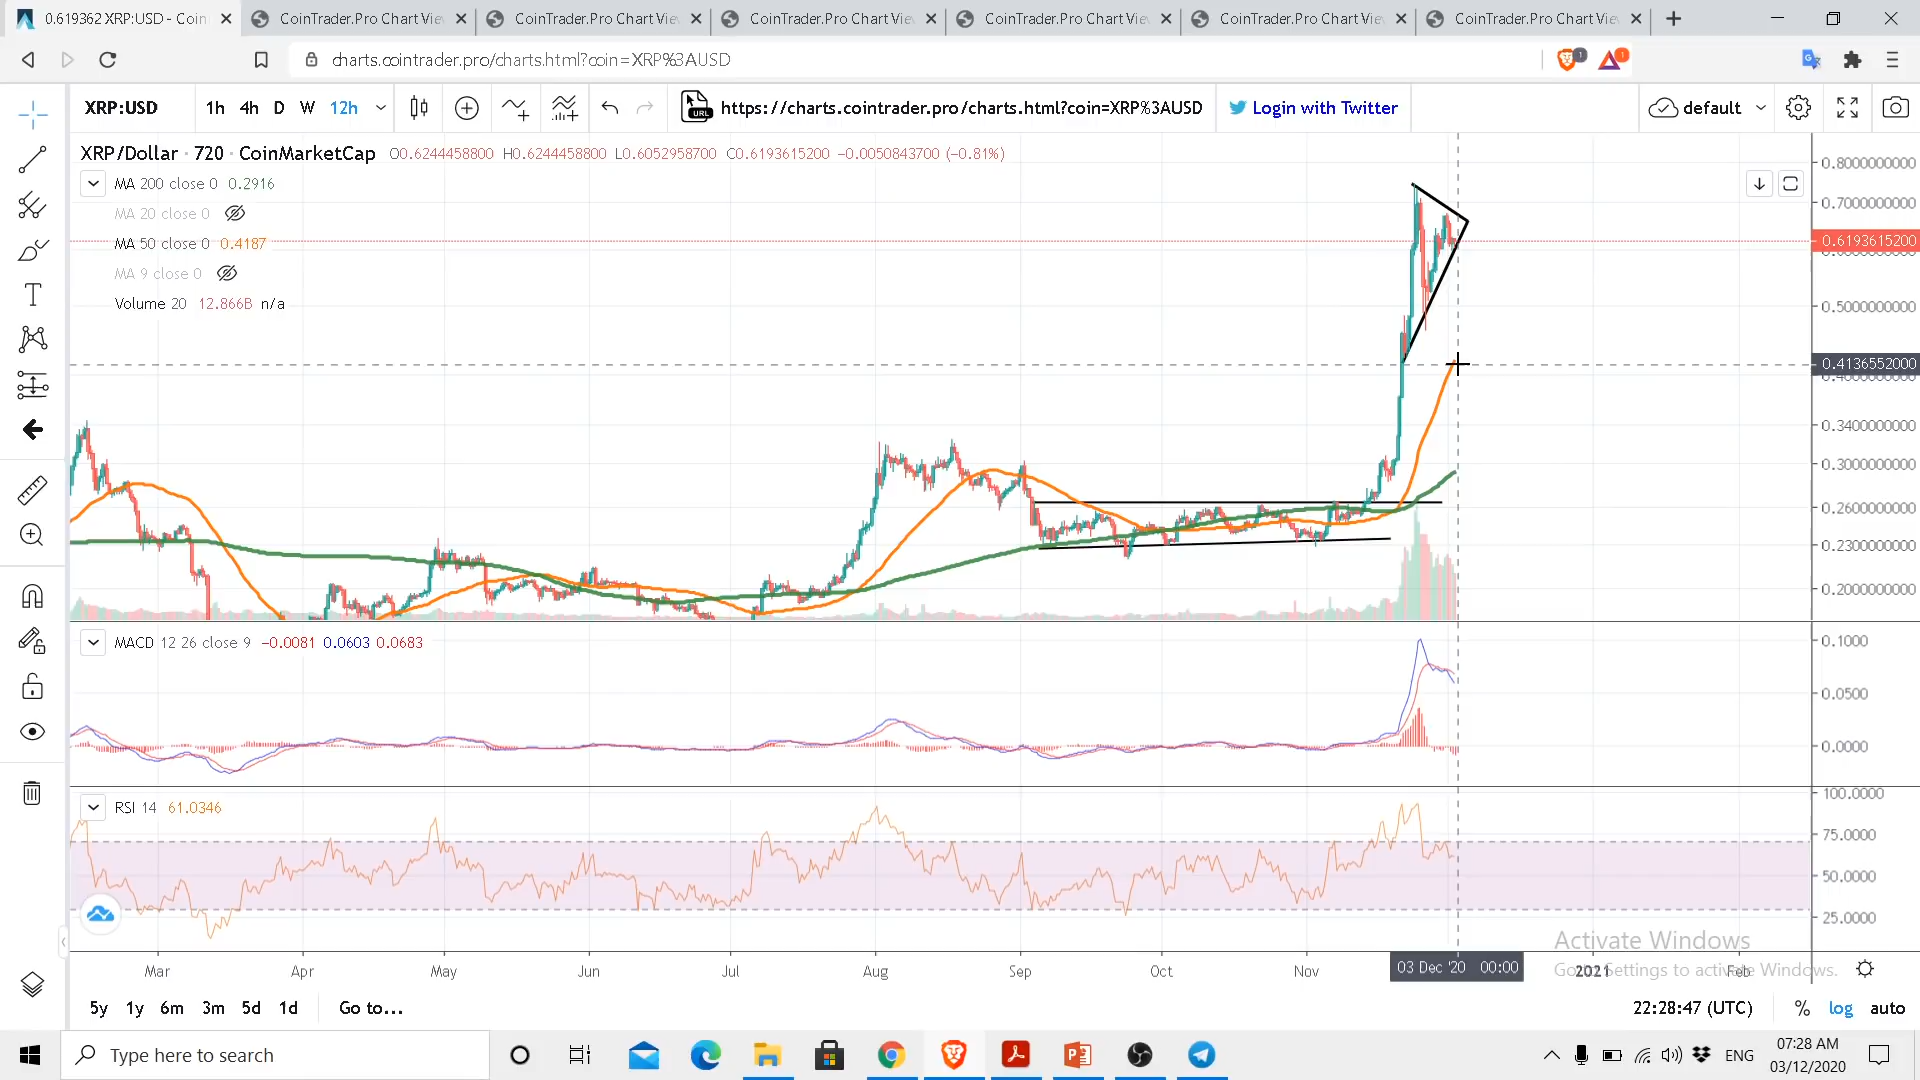 0.619362 XRP:USD - Coin
CoinTrader.Pro Chart Vie
CoinTrader.Pro Chart Vie
CoinTrader.Pro Chart Vie
CoinTrader.Pro Chart Vie
CoinTrader.Pro Chart Vie
CoinTrader.Pro Chart Vie
charts.cointrader.pro/charts.html?coin=XRP%3AUSD
1
1
XRP:USD
1h 4h D W 12h
URL
https://charts.cointrader.pro/charts.html?coin=XRP%3AUSD
Login with Twitter
default
XRP/Dollar · 720 · CoinMarketCap O0.6244458800 H0.6244458800 L0.6052958700 C0.6193615200 −0.0050843700 (−0.81%)
MA 200 close 0 0.2916
MA 20 close 0
MA 50 close 0 0.4187
MA 9 close 0
Volume 20 12.866B n/a
0.8000000000
0.7000000000
0.6193615200
0.5000000000
0.4136552000
0.3400000000
0.3000000000
0.2600000000
0.2300000000
0.2000000000
MACD 12 26 close 9 −0.0081 0.0603 0.0683
0.1000
0.0500
0.0000
RSI 14 61.0346
100.0000
75.0000
50.0000
25.0000
Activate Windows
Go to Settings to activate Windows.
Mar Apr May Jun Jul Aug Sep Oct Nov 03 Dec '20 00:00 2021 Feb
5y 1y 6m 3m 5d 1d Go to...
22:28:47 (UTC) % log auto
Type here to search
ENG
07:28 AM
03/12/2020